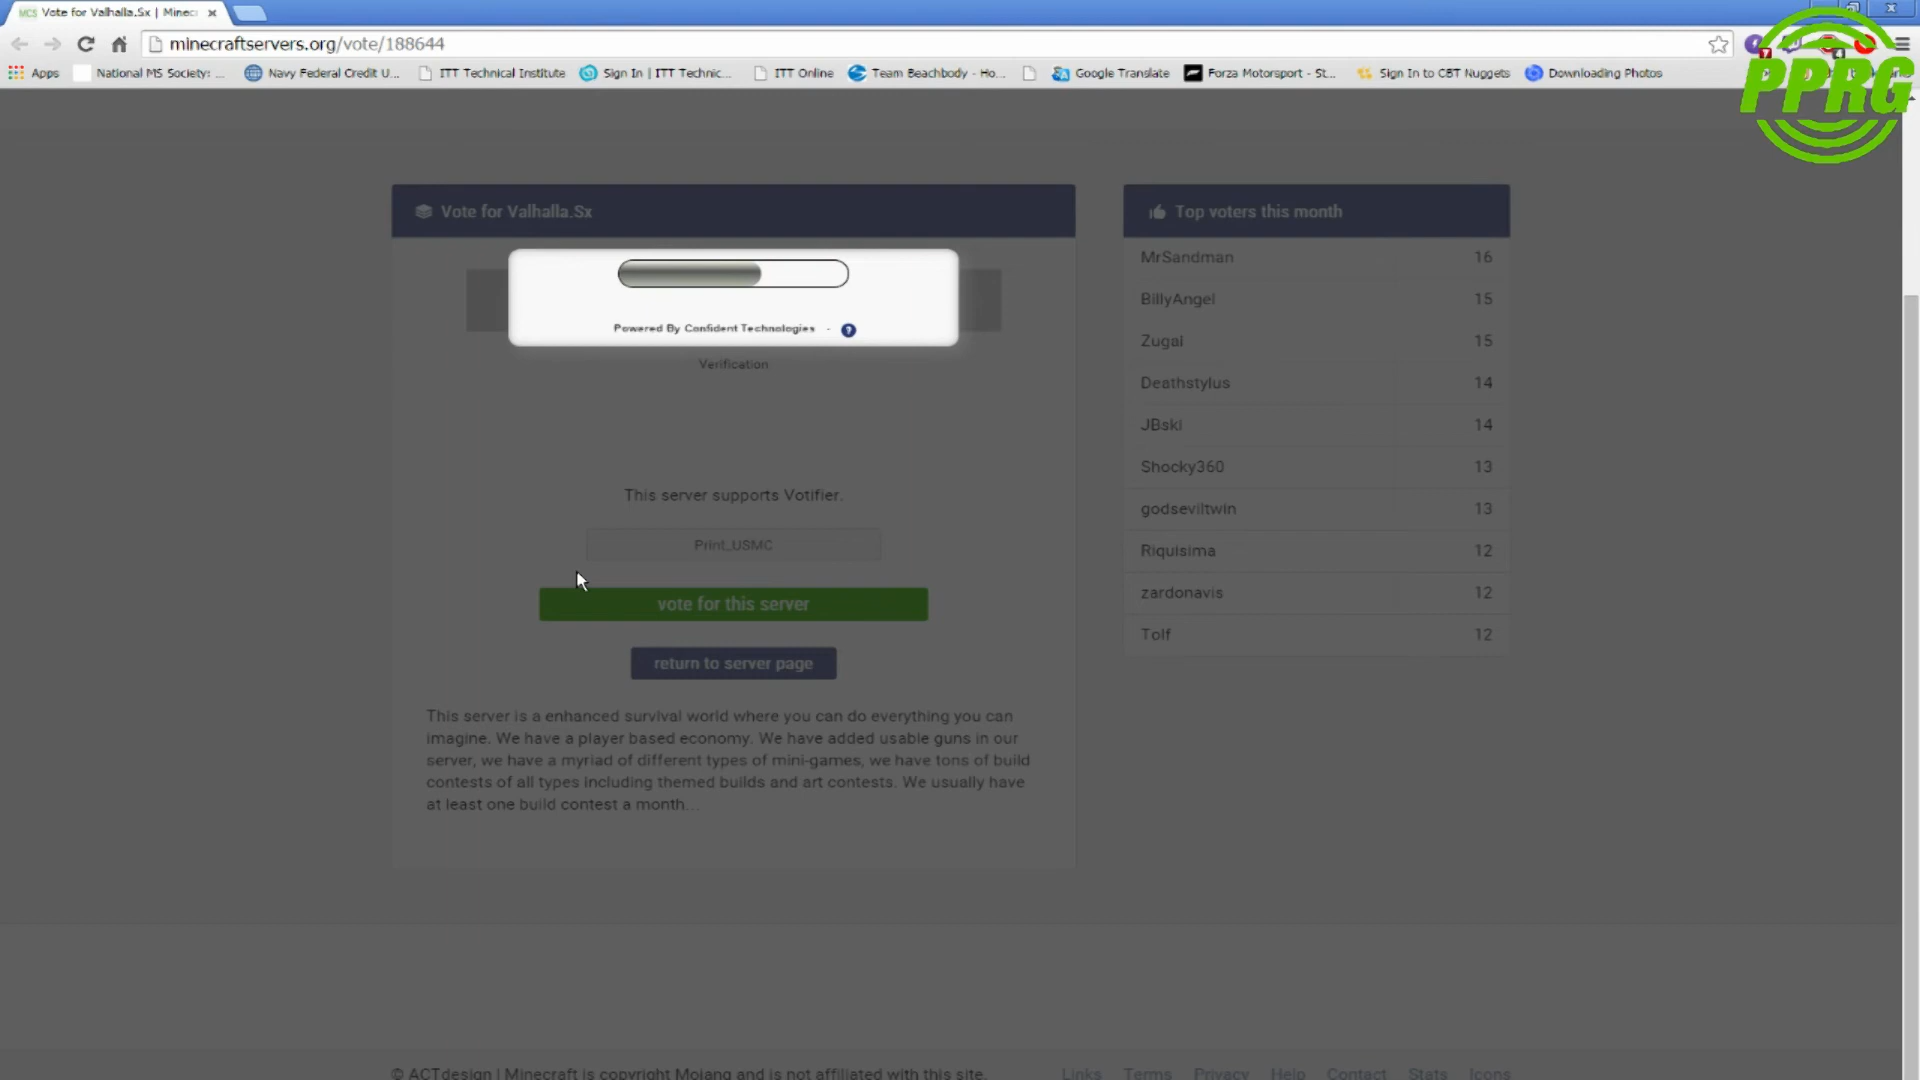 MCS Vote for Valhalla.Sx | Minec
minecraftservers.org/vote/188644
Apps National MS Society: ... Navy Federal Credit U... ITT Technical Institute Sign In | ITT Technic... ITT Online Team Beachbody - Ho... Google Translate Forza Motorsport - St... Sign In to CBT Nuggets Downloading Photos
PPRG
Vote for Valhalla.Sx
Powered By Confident Technologies - ?
Verification
This server supports Votifier.
Print_USMC
vote for this server
return to server page
This server is a enhanced survival world where you can do everything you can
imagine. We have a player based economy. We have added usable guns in our
server, we have a myriad of different types of mini-games, we have tons of build
contests of all types including themed builds and art contests. We usually have
at least one build contest a month...
Top voters this month
MrSandman 16
BillyAngel 15
Zugal 15
Deathstylus 14
JBski 14
Shocky360 13
godseviltwin 13
Riquisima 12
zardonavis 12
Tolf 12
© ACTdesign | Minecraft is copyright Mojang and is not affiliated with this site.
Links Terms Privacy Help Contact Stats Icons